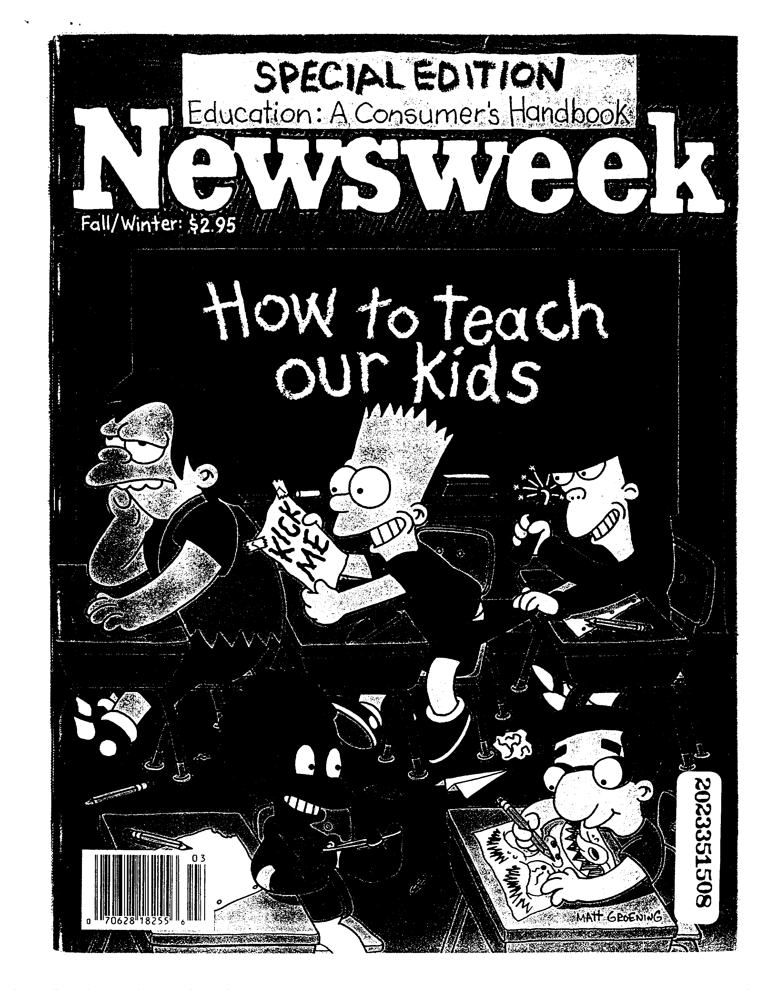 SPECIAL EDITION
Education: A Consumer's Handbook
Newsweek
Fall/Winter: $2.95
How to teach
our kids
KICK
ME
2023351508
03
0 70628 18255 6
MATT GROENING